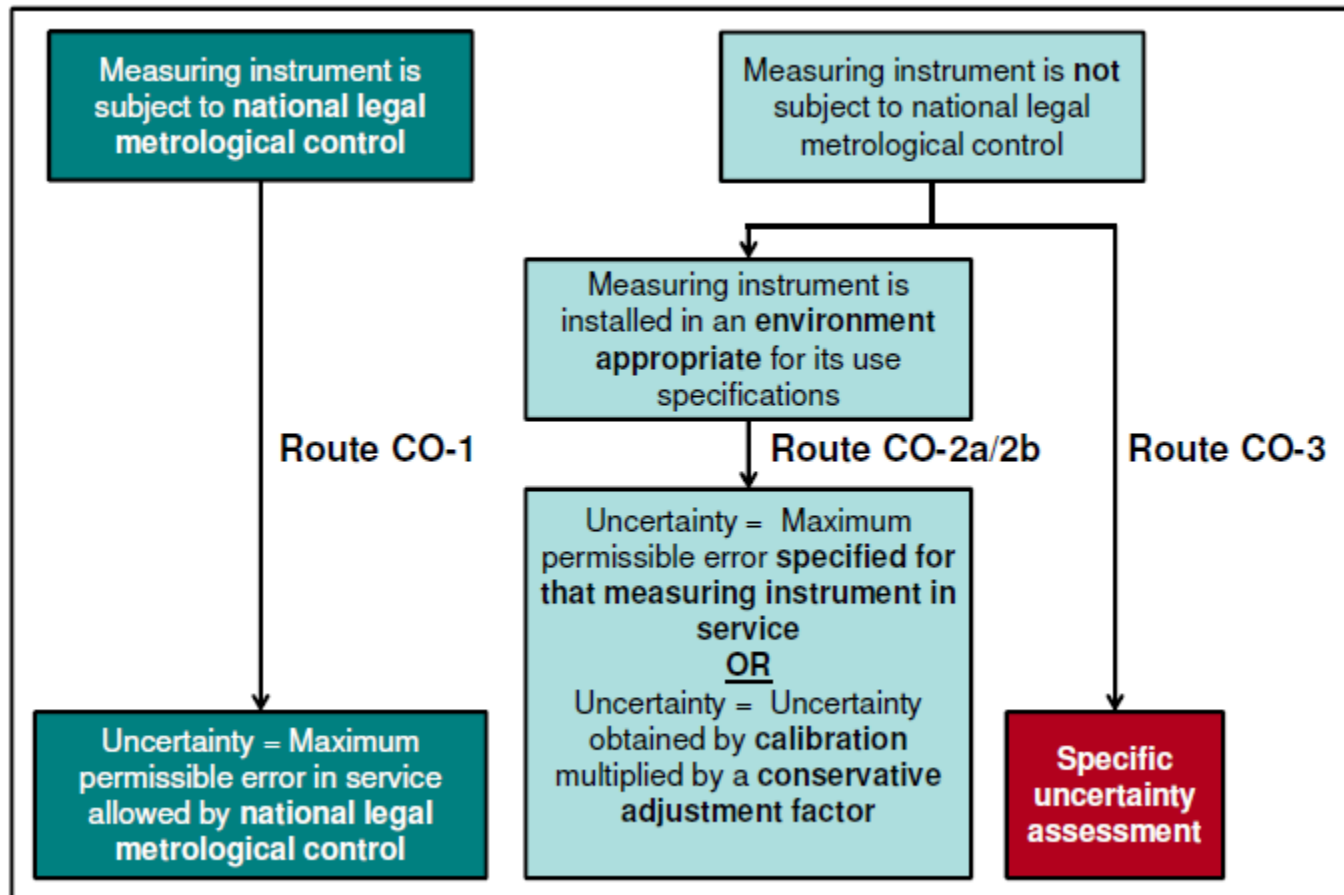 Measuring instrument is
subject to national legal
metrological control
Measuring instrument is not
subject to national legal
metrological control
Measuring instrument is
installed in an environment
appropriate for its use
specifications
Route CO-1
Route CO-2a/2b
Route CO-3
Uncertainty = Maximum
permissible error in service
allowed by national legal
metrological control
Uncertainty = Maximum
permissible error specified for
that measuring instrument in
service
OR
Uncertainty = Uncertainty
obtained by calibration
multiplied by a conservative
adjustment factor
Specific
uncertainty
assessment